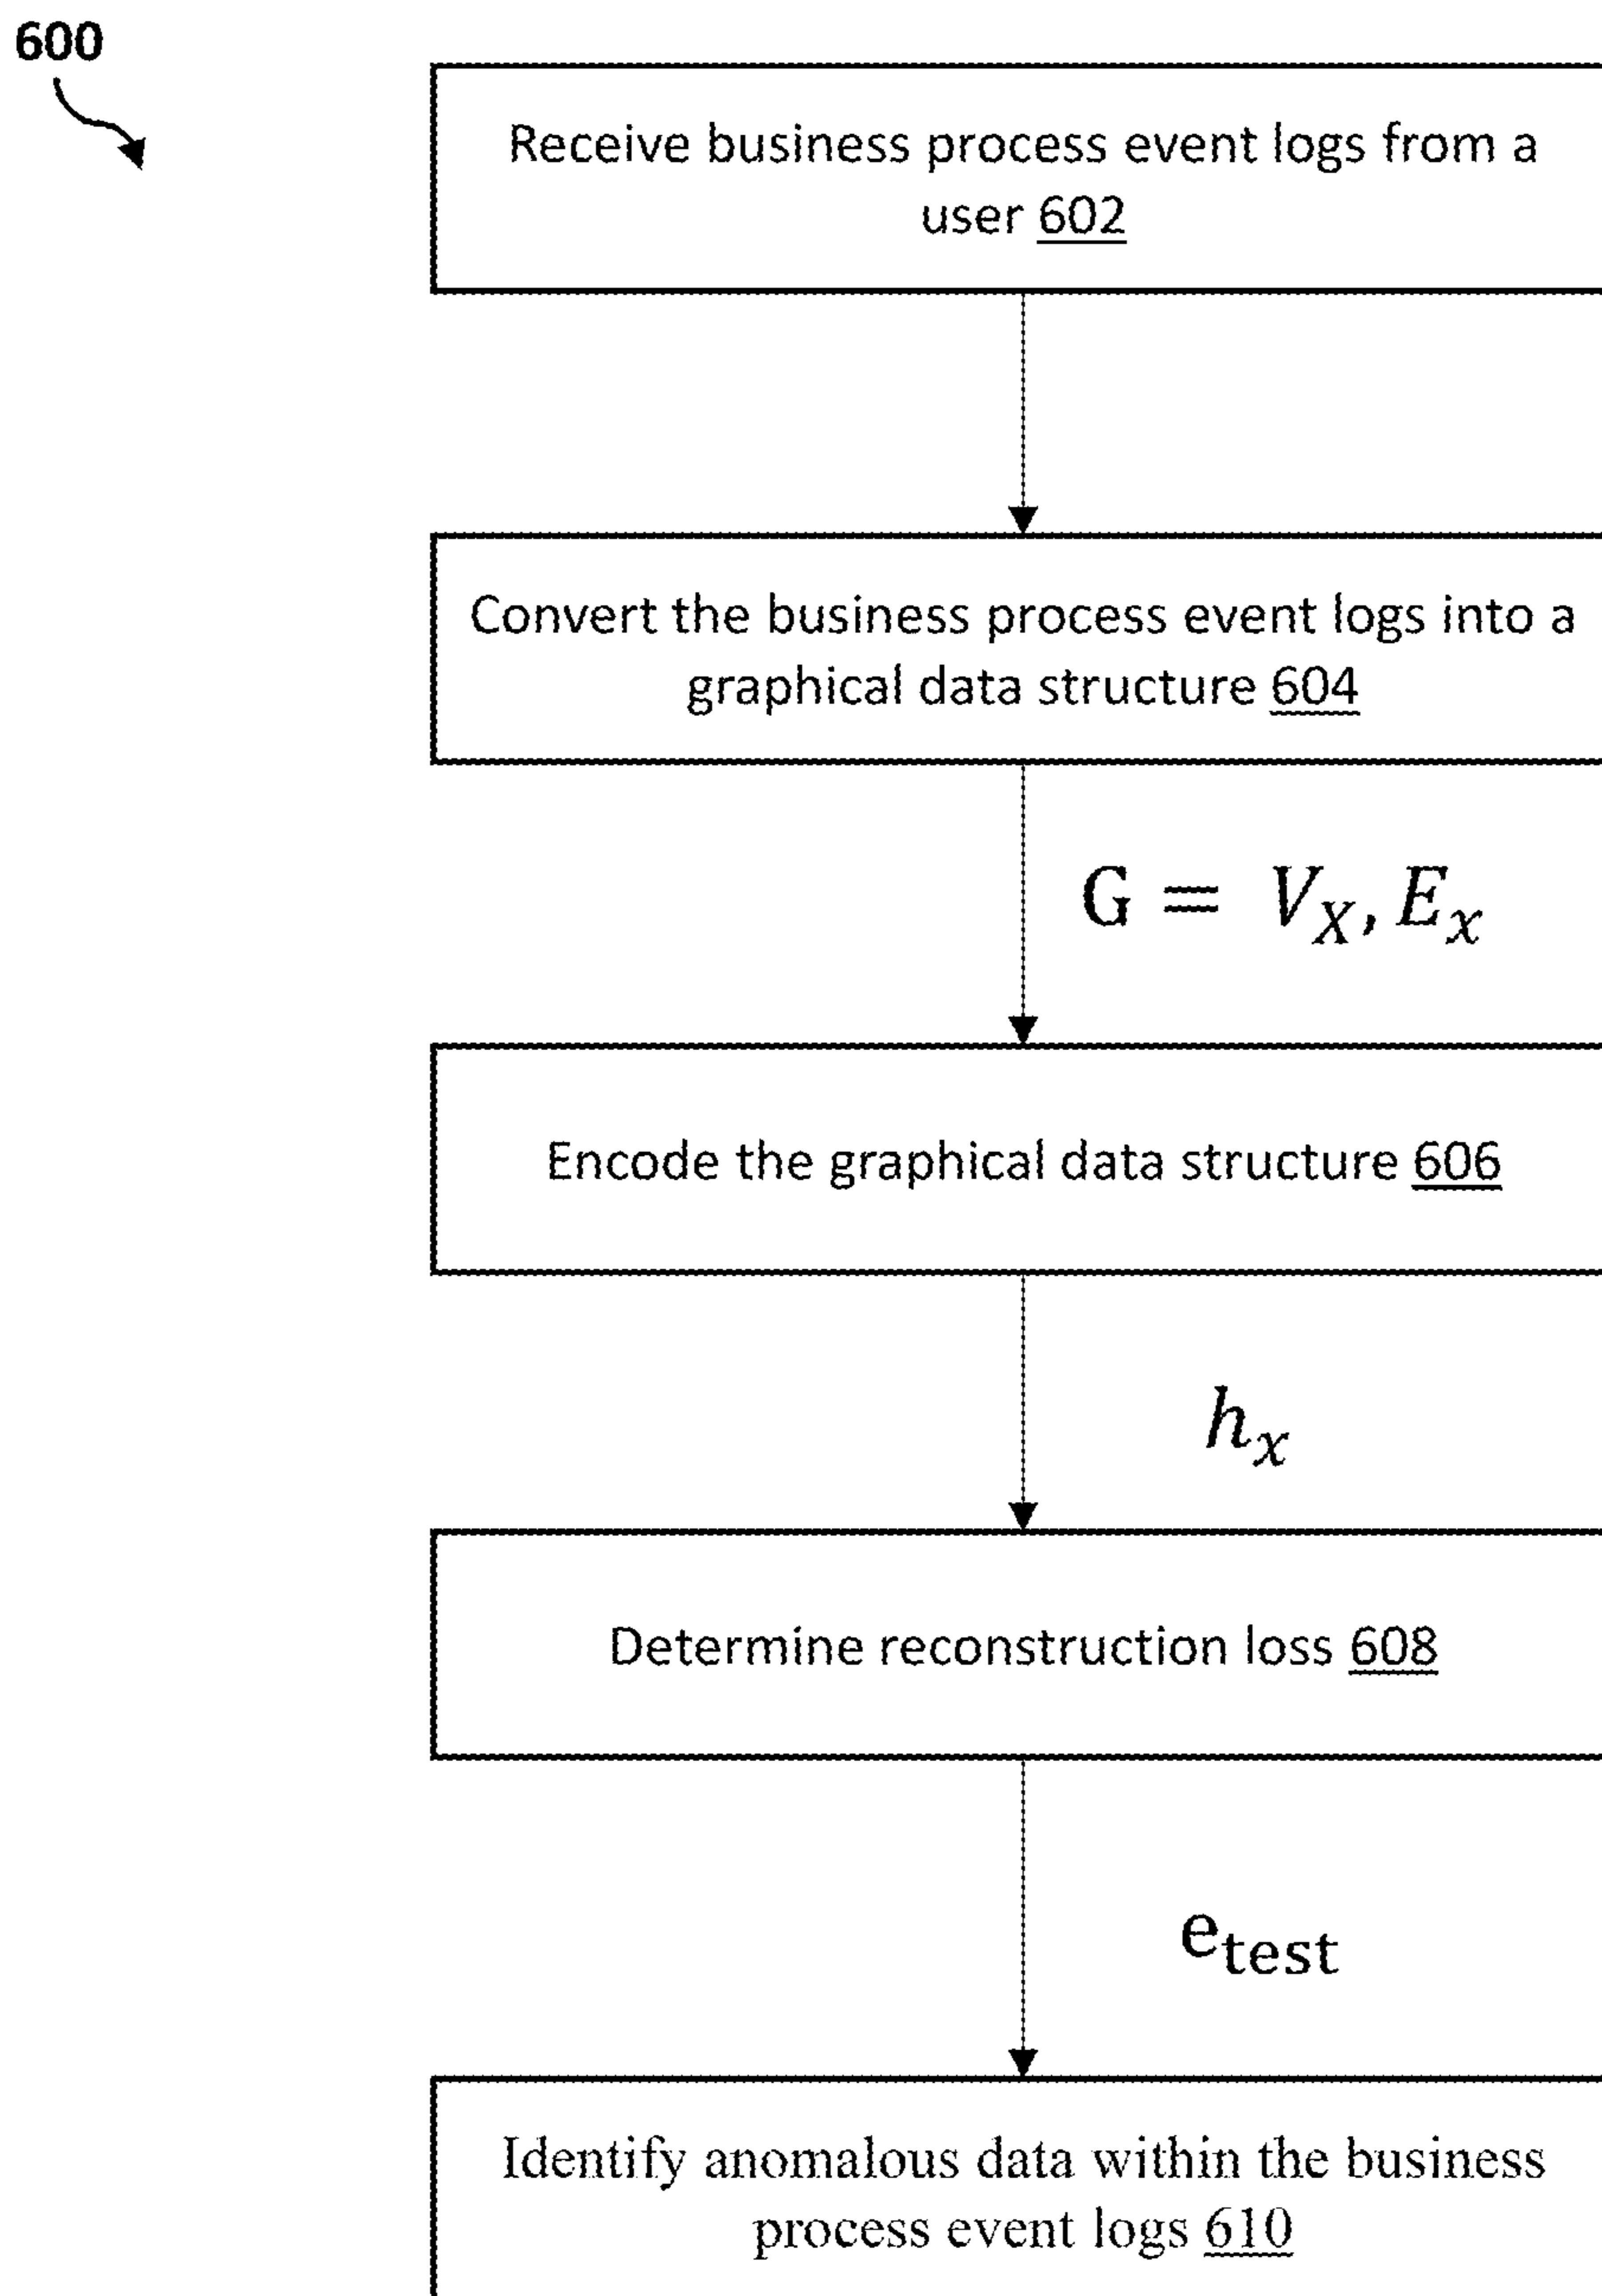 600
Receive business process event logs from a
user 602
Convert the business process event logs into a
graphical data structure 604
G = V_X, E_x
Encode the graphical data structure 606
h_x
Determine reconstruction loss 608
e_test
Identify anomalous data within the business
process event logs 610